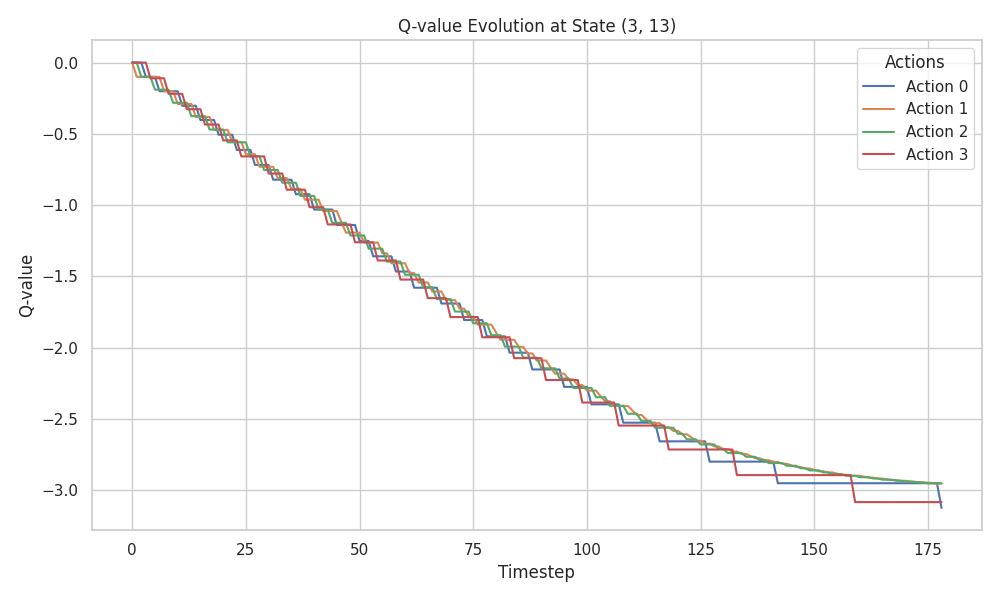 Q-value Evolution at State (3, 13)
Actions
Action 0
Action 1
Action 2
Action 3
Q-value
0.0
−0.5
−1.0
−1.5
−2.0
−2.5
−3.0
0 25 50 75 100 125 150 175
Timestep